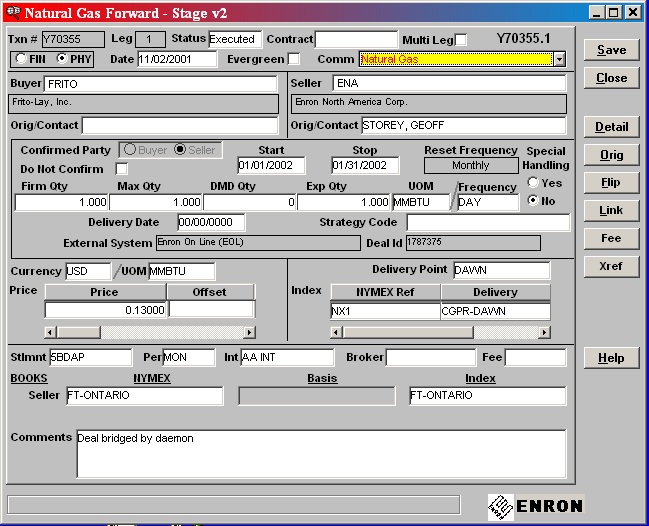 Natural Gas Forward - Stage v2
Txn # Y70355 Leg 1 Status Executed Contract Multi Leg Y70355.1
FIN PHY Date 11/02/2001 Evergreen Comm Natural Gas
Save
Close
Detail
Orig
Flip
Link
Fee
Xref
Help
Buyer FRITO
Frito-Lay, Inc.
Orig/Contact
Seller ENA
Enron North America Corp.
Orig/Contact STOREY, GEOFF
Confirmed Party Buyer Seller Start Stop Reset Frequency Special
Do Not Confirm 01/01/2002 01/31/2002 Monthly Handling
Firm Qty Max Qty DMD Qty Exp Qty UOM / Frequency Yes
1.000 1.000 0 1.000 MMBTU DAY No
Delivery Date 00/00/0000 Strategy Code
External System Enron On Line (EOL) Deal Id 1787375
Currency USD / UOM MMBTU
Price Price Offset
0.13000
Delivery Point DAWN
Index NYMEX Ref Delivery
NX1 CGPR-DAWN
Stlmnt 5BDAP Per MON Int AA INT Broker Fee
BOOKS NYMEX Basis Index
Seller FT-ONTARIO FT-ONTARIO
Comments Deal bridged by daemon
ENRON